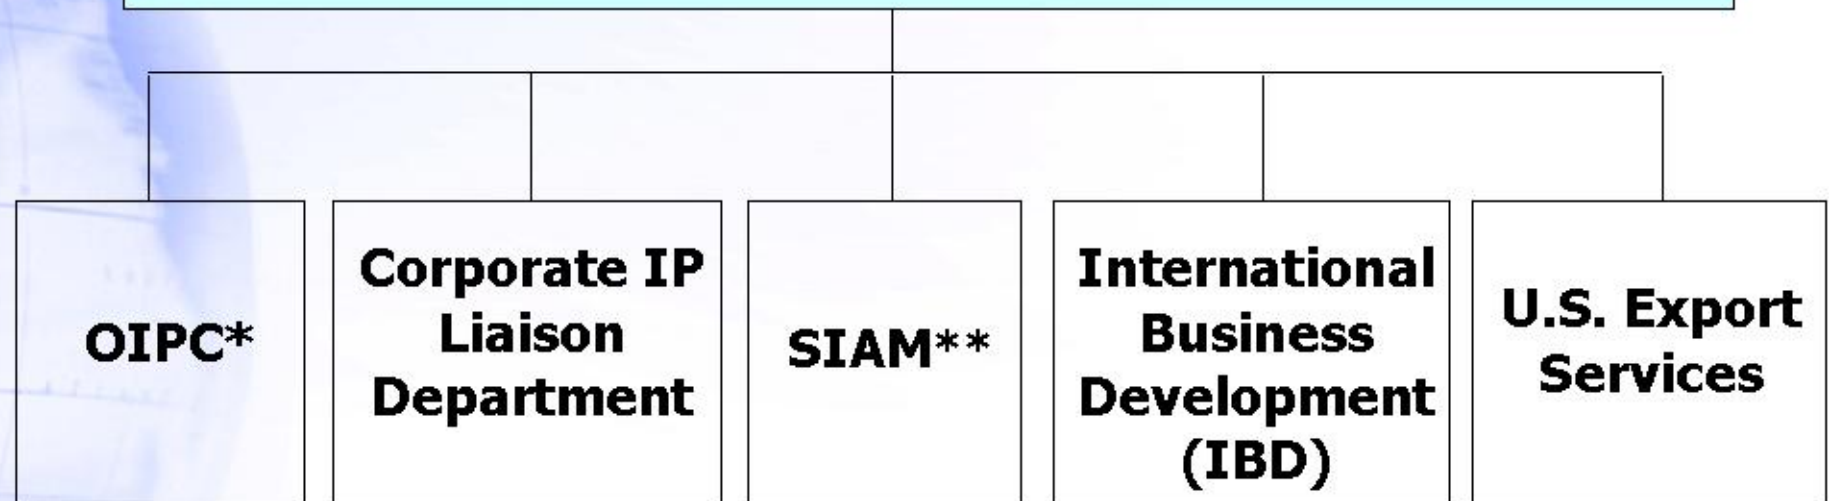 OIPC*
Corporate IP
Liaison
Department
SIAM**
International
Business
Development
(IBD)
U.S. Export
Services